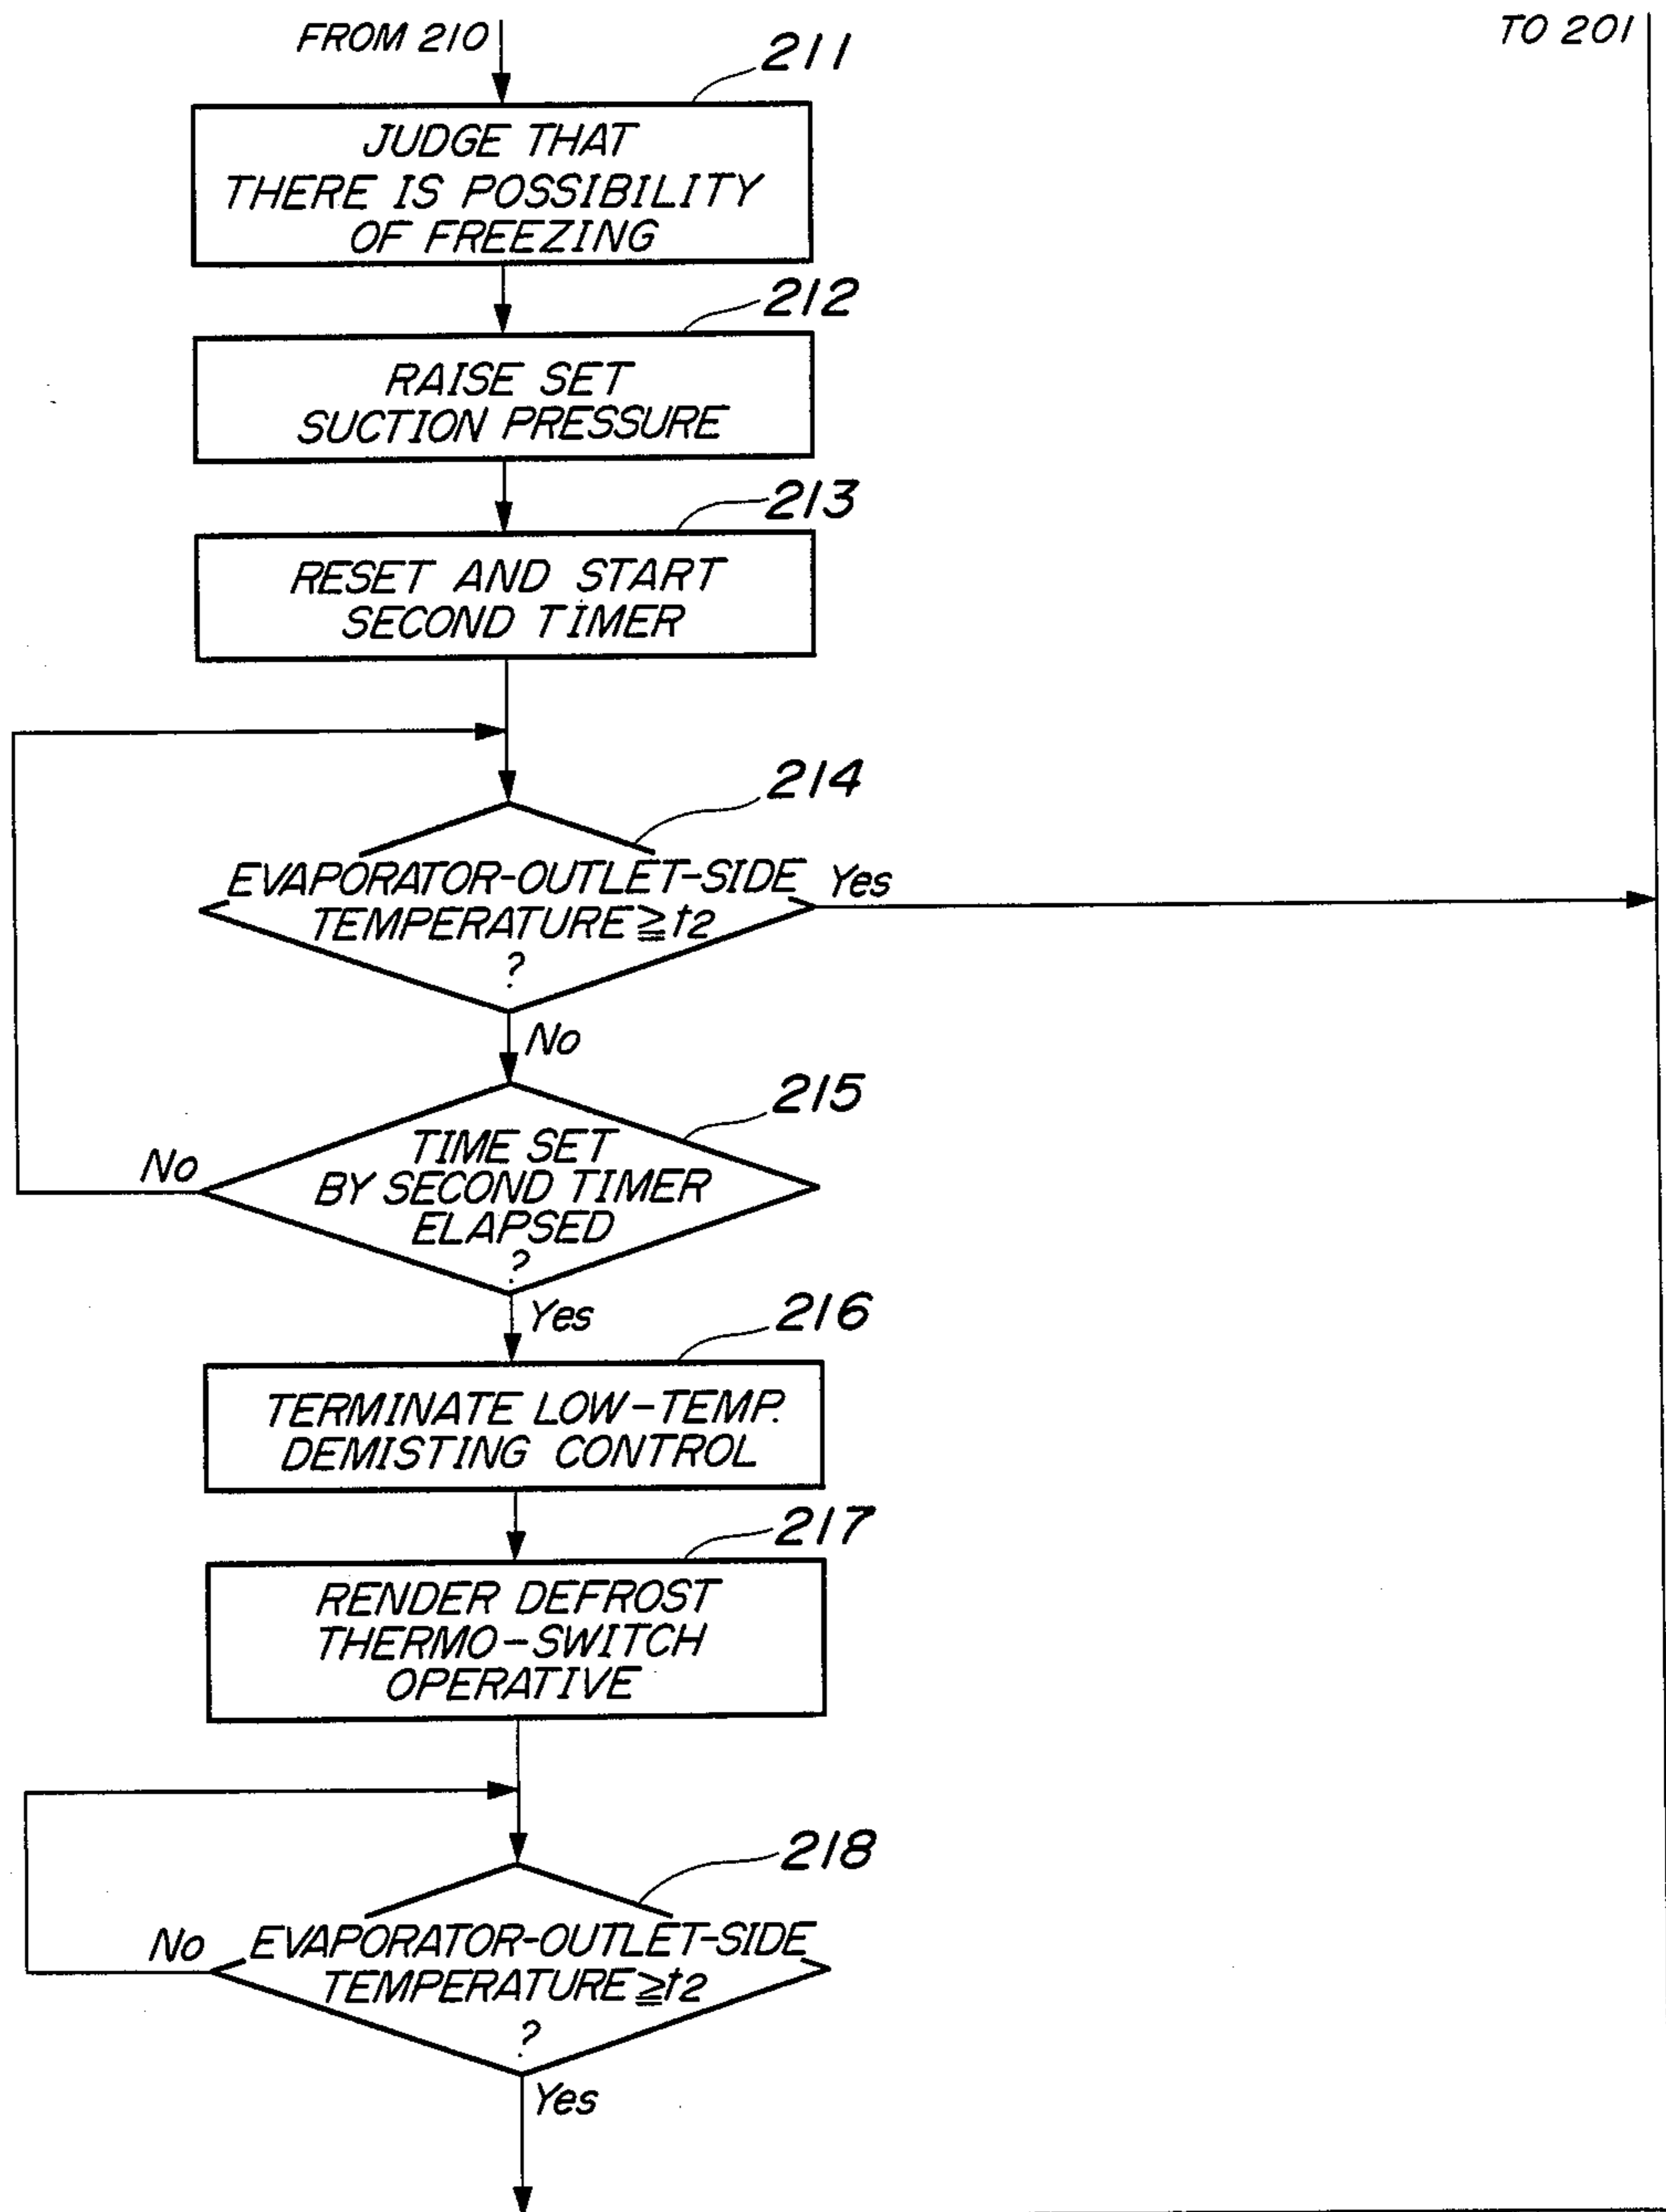 FROM 210
TO 201
211
JUDGE THAT
THERE IS POSSIBILITY
OF FREEZING
212
RAISE SET
SUCTION PRESSURE
213
RESET AND START
SECOND TIMER
214
EVAPORATOR-OUTLET-SIDE
TEMPERATURE ≧ t2
?
Yes
No
215
TIME SET
BY SECOND TIMER
ELAPSED
?
No
Yes
216
TERMINATE LOW-TEMP.
DEMISTING CONTROL
217
RENDER DEFROST
THERMO-SWITCH
OPERATIVE
218
EVAPORATOR-OUTLET-SIDE
TEMPERATURE ≧ t2
?
No
Yes